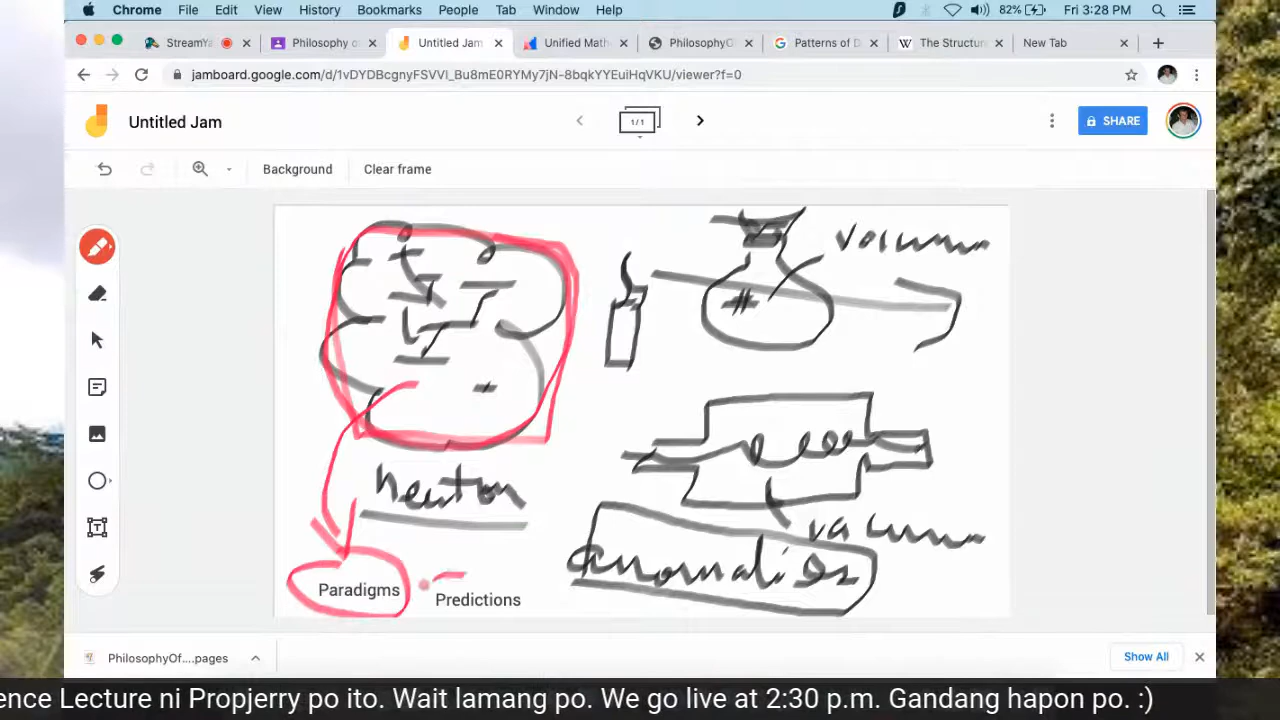 Chrome File Edit View History Bookmarks People Tab Window Help 82% Fri 3:28 PM
StreamYa Philosophy o Untitled Jam Unified Math PhilosophyO Patterns of D The Structur New Tab
jamboard.google.com/d/1vDYDBcgnyFSVVl_Bu8mE0RYMy7jN-8bqkYYEuiHqVKU/viewer?f=0
Untitled Jam
1/1
SHARE
Background Clear frame
vacuum
newton
vacuum
anomalies
Paradigms
Predictions
PhilosophyOf....pages
Show All
ence Lecture ni Propjerry po ito. Wait lamang po. We go live at 2:30 p.m. Gandang hapon po. :)